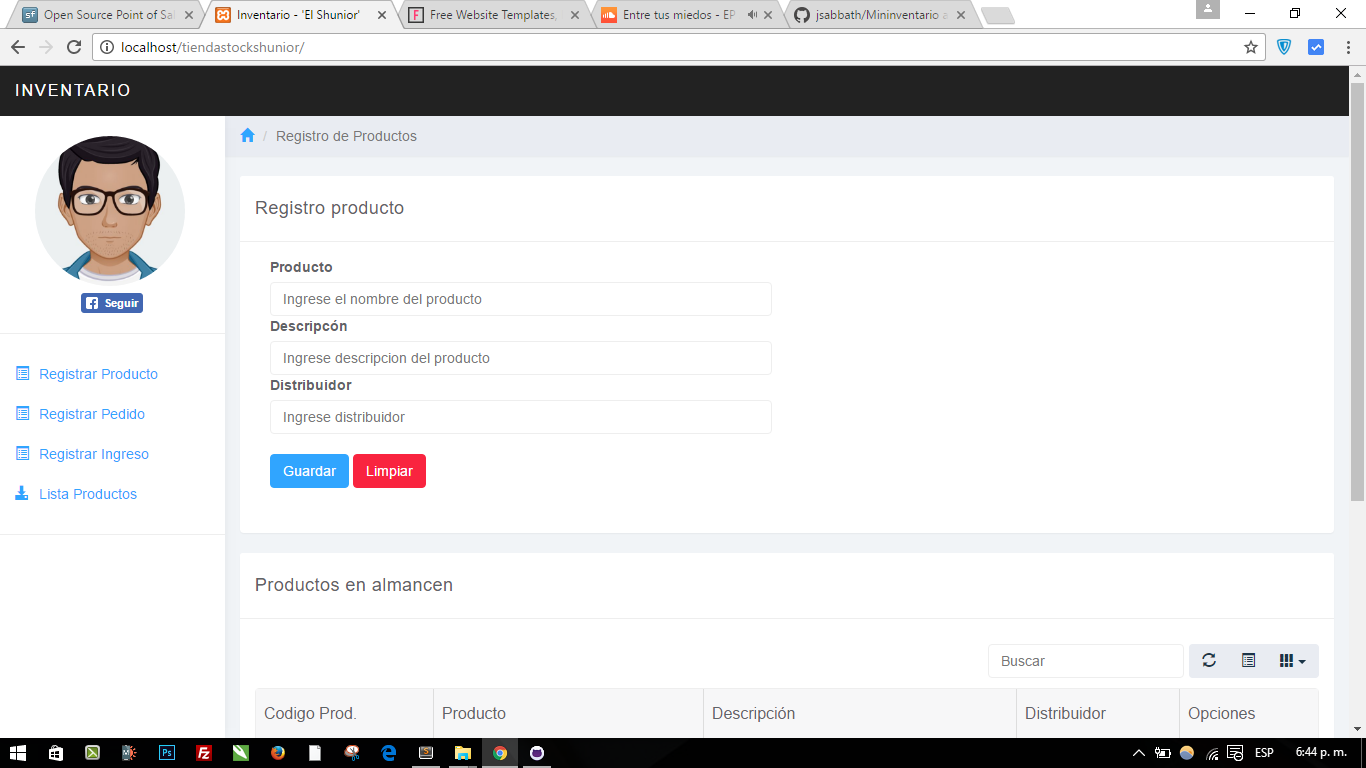 Open Source Point of Sal
Inventario - 'El Shunior'
Free Website Templates,
Entre tus miedos - EP
jsabbath/Mininventario a
localhost/tiendastockshunior/
INVENTARIO
Seguir
Registrar Producto
Registrar Pedido
Registrar Ingreso
Lista Productos
/ Registro de Productos
Registro producto
Producto
Ingrese el nombre del producto
Descripcón
Ingrese descripcion del producto
Distribuidor
Ingrese distribuidor
Guardar Limpiar
Productos en almancen
Buscar
Codigo Prod. Producto Descripción Distribuidor Opciones
ESP 6:44 p. m.